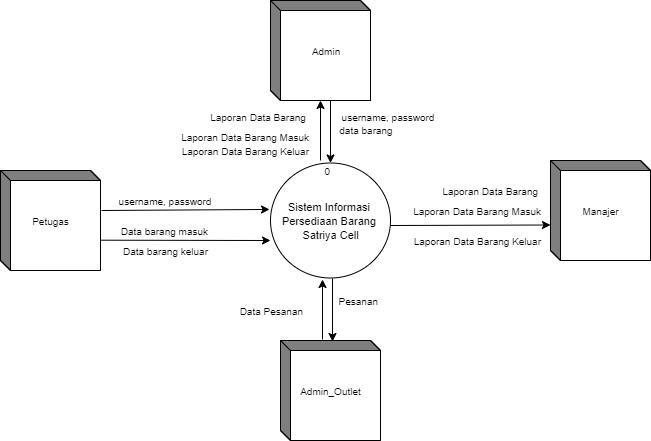 Admin
Laporan Data Barang
Laporan Data Barang Masuk
Laporan Data Barang Keluar
username, password
data barang
0
Sistem Informasi
Persediaan Barang
Satriya Cell
Petugas
username, password
Data barang masuk
Data barang keluar
Laporan Data Barang
Laporan Data Barang Masuk
Laporan Data Barang Keluar
Manajer
Data Pesanan
Pesanan
Admin_Outlet